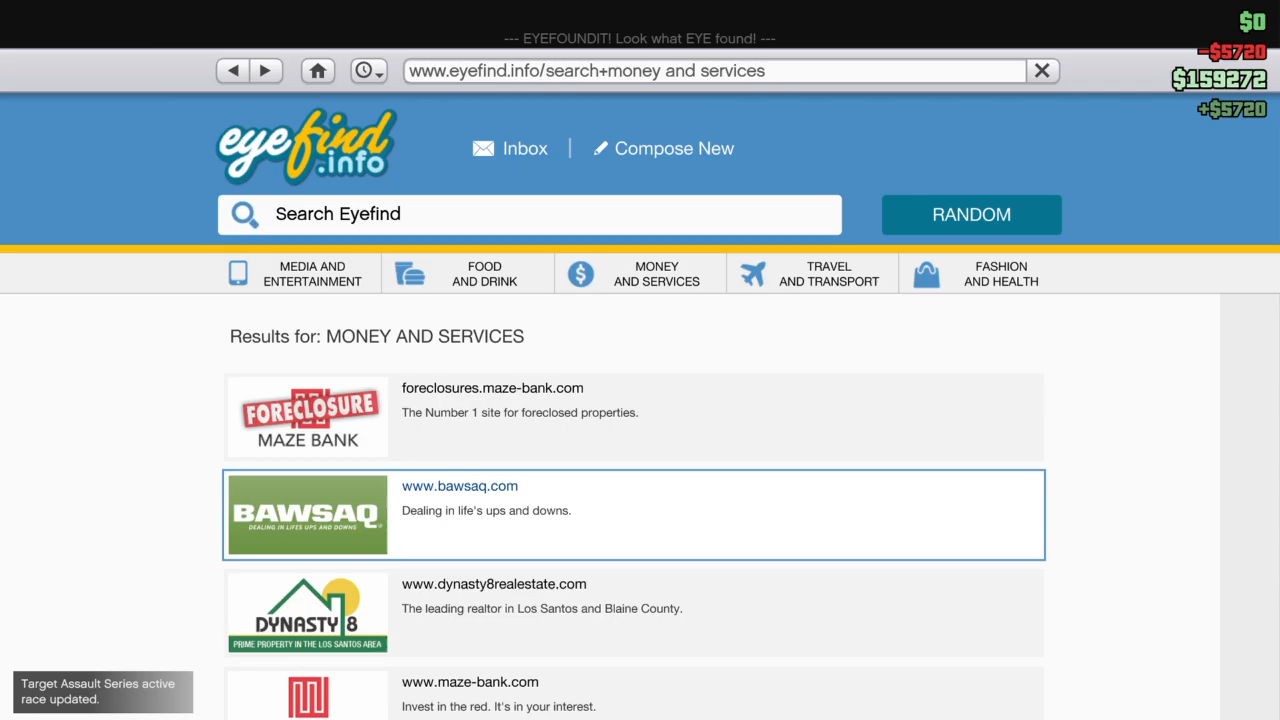 --- EYEFOUNDIT! Look what EYE found! ---
$0
-$5720
$159272
+$5720
www.eyefind.info/search+money and services
eyefind
.info
Inbox
Compose New
Search Eyefind
RANDOM
MEDIA AND
ENTERTAINMENT
FOOD
AND DRINK
MONEY
AND SERVICES
TRAVEL
AND TRANSPORT
FASHION
AND HEALTH
Results for: MONEY AND SERVICES
FORECLOSURE
MAZE BANK
foreclosures.maze-bank.com
The Number 1 site for foreclosed properties.
BAWSAQ
DEALING IN LIFE'S UPS AND DOWNS
www.bawsaq.com
Dealing in life's ups and downs.
DYNASTY 8
PRIME PROPERTY IN THE LOS SANTOS AREA
www.dynasty8realestate.com
The leading realtor in Los Santos and Blaine County.
www.maze-bank.com
Invest in the red. It's in your interest.
Target Assault Series active
race updated.